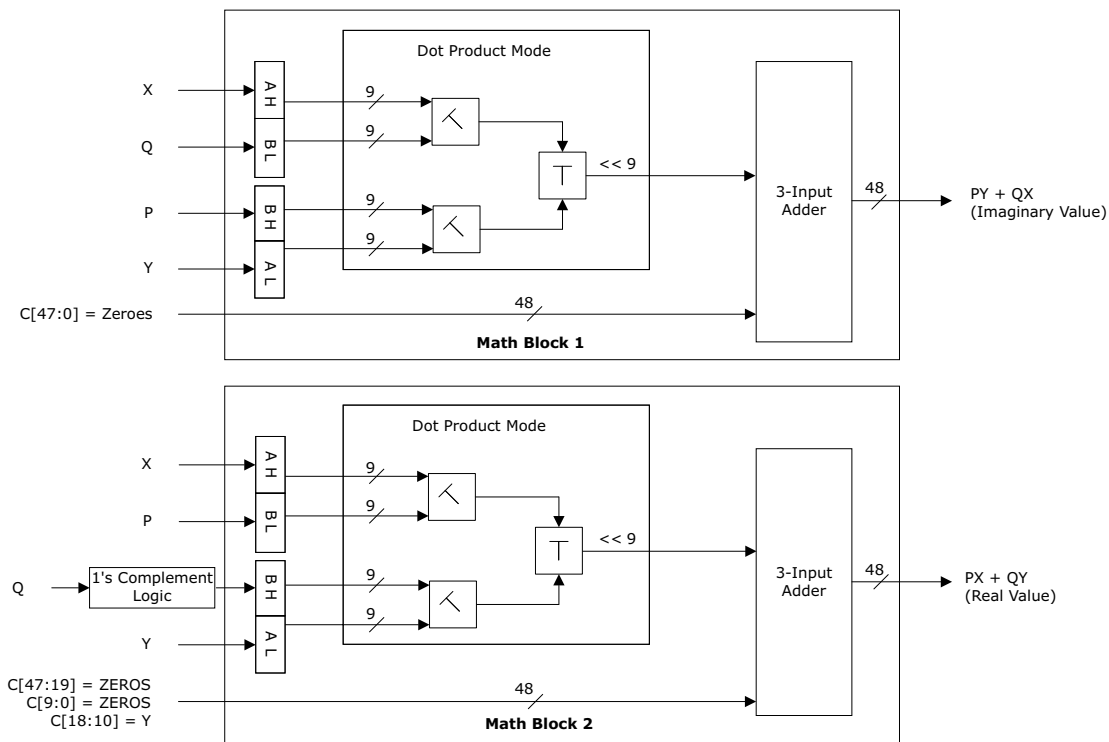 Dot Product Mode
X
A H
9
Q
B L
9
<< 9
P
B H
9
Y
A L
9
3-Input
Adder
48
PY + QX
(Imaginary Value)
C[47:0] = Zeroes
48
Math Block 1
Dot Product Mode
X
A H
9
P
B L
9
<< 9
Q
1's Complement
Logic
B H
9
Y
A L
9
3-Input
Adder
48
PX + QY
(Real Value)
C[47:19] = ZEROS
C[9:0] = ZEROS
C[18:10] = Y
48
Math Block 2